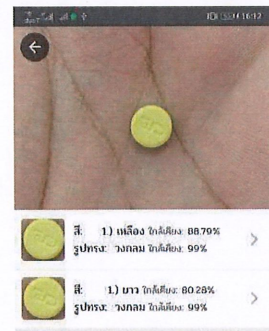 16:12
สี: 1.) เหลือง ใกล้เคียง: 88.79%
รูปทรง: วงกลม ใกล้เคียง: 99%
สี: 1.) ขาว ใกล้เคียง: 80.28%
รูปทรง: วงกลม ใกล้เคียง: 99%